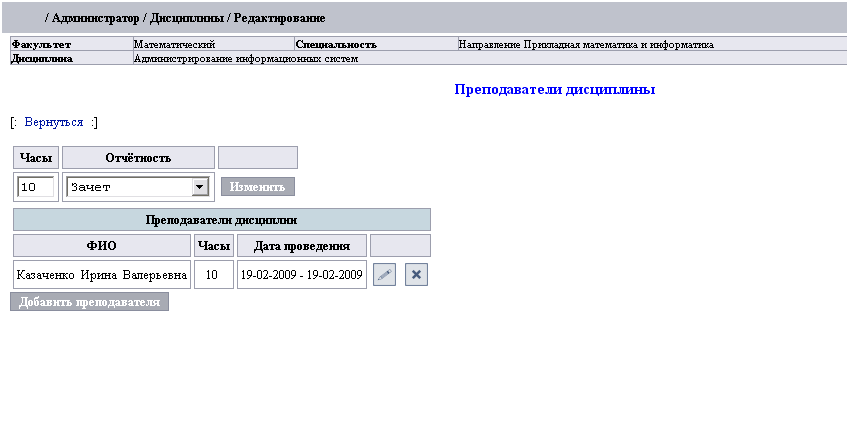 / Администратор / Дисциплины / Редактирование
Факультет Математический Специальность Направление Прикладная математика и информатика
Дисциплина Администрирование информационных систем
Преподаватели дисциплины
[: Вернуться :]
Часы Отчётность
10 Зачет Изменить
Преподаватели дисциплин
ФИО Часы Дата проведения
Казаченко Ирина Валерьевна 10 19-02-2009 - 19-02-2009
Добавить преподавателя